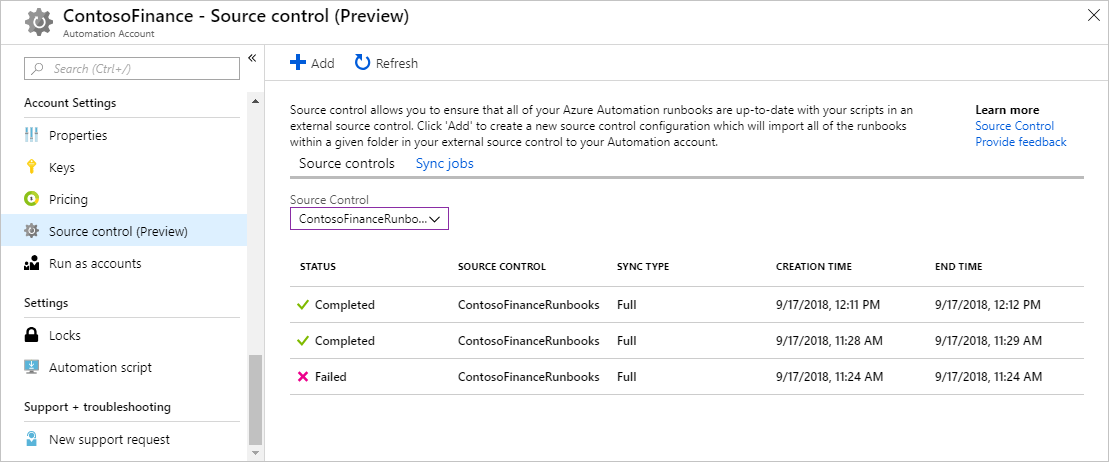 ContosoFinance - Source control (Preview)
Automation Account
Search (Ctrl+/)
Account Settings
Properties
Keys
Pricing
Source control (Preview)
Run as accounts
Settings
Locks
Automation script
Support + troubleshooting
New support request
Add Refresh
Source control allows you to ensure that all of your Azure Automation runbooks are up-to-date with your scripts in an
external source control. Click 'Add' to create a new source control configuration which will import all of the runbooks
within a given folder in your external source control to your Automation account.
Learn more
Source Control
Provide feedback
Source controls Sync jobs
Source Control
ContosoFinanceRunbo...
STATUS SOURCE CONTROL SYNC TYPE CREATION TIME END TIME
Completed ContosoFinanceRunbooks Full 9/17/2018, 12:11 PM 9/17/2018, 12:12 PM
Completed ContosoFinanceRunbooks Full 9/17/2018, 11:28 AM 9/17/2018, 11:29 AM
Failed ContosoFinanceRunbooks Full 9/17/2018, 11:24 AM 9/17/2018, 11:24 AM